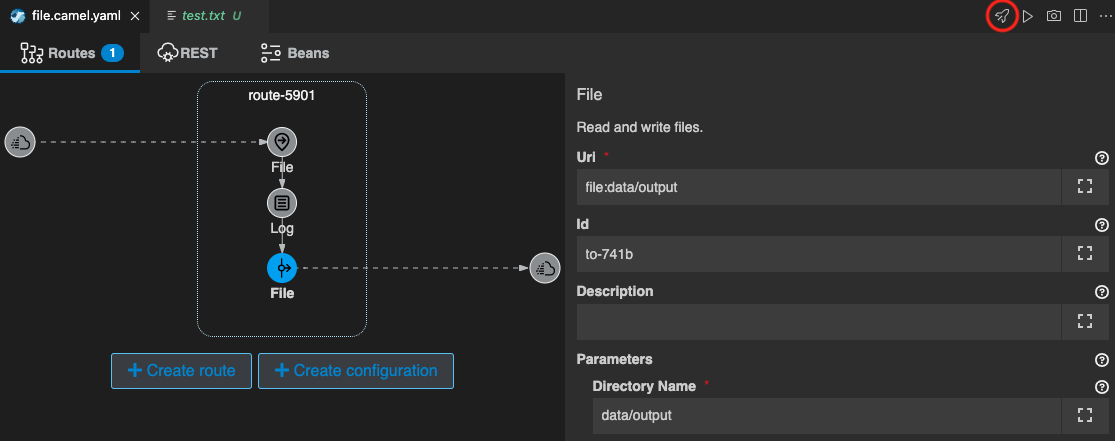 file.camel.yaml
test.txt U
Routes 1
REST
Beans
route-5901
File
Log
File
Create route
Create configuration
File
Read and write files.
Url *
file:data/output
Id
to-741b
Description
Parameters
Directory Name *
data/output